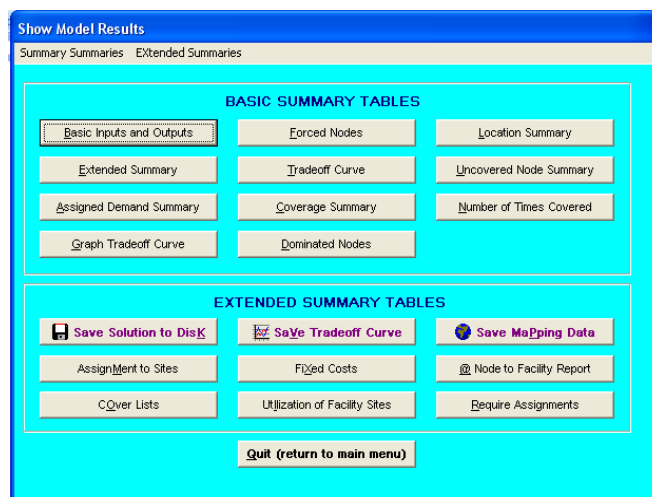 Show Model Results
Summary Summaries EXtended Summaries
BASIC SUMMARY TABLES
Basic Inputs and Outputs Forced Nodes Location Summary
Extended Summary Tradeoff Curve Uncovered Node Summary
Assigned Demand Summary Coverage Summary Number of Times Covered
Graph Tradeoff Curve Dominated Nodes
EXTENDED SUMMARY TABLES
Save Solution to DisK SaVe Tradeoff Curve Save MaPping Data
AssignMent to Sites FiXed Costs @ Node to Facility Report
COver Lists Utilization of Facility Sites Require Assignments
Quit (return to main menu)